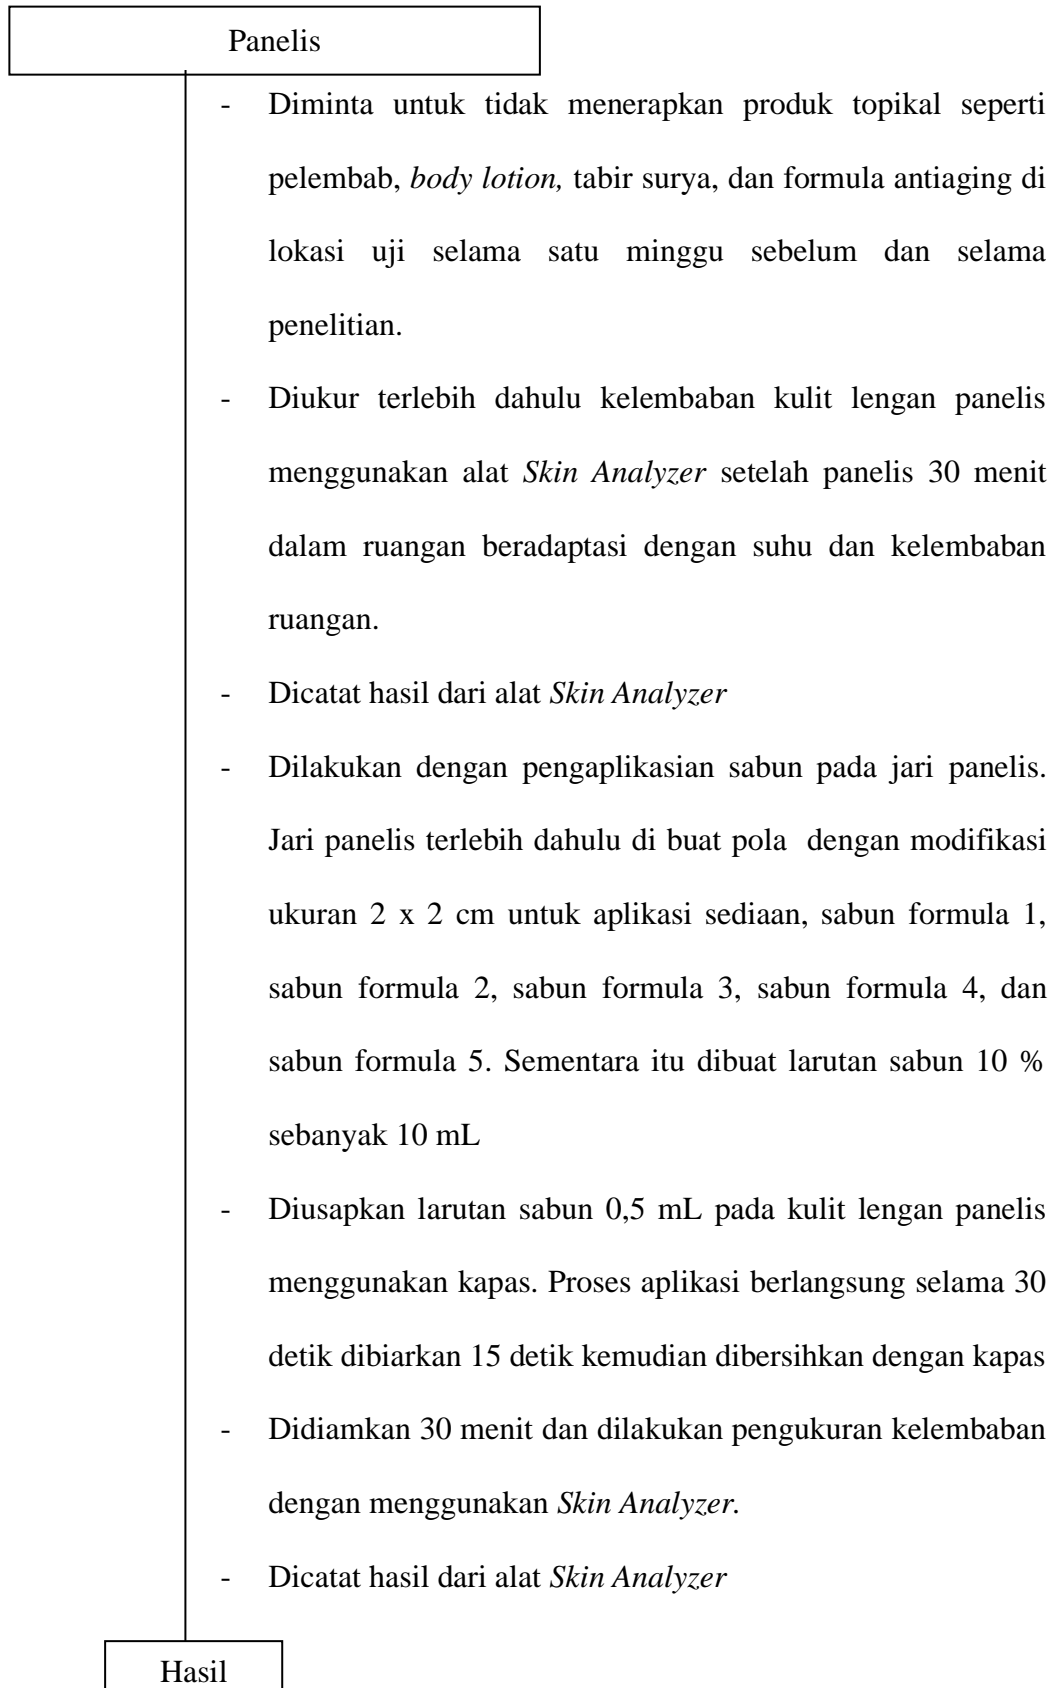 Panelis
- Diminta untuk tidak menerapkan produk topikal seperti
pelembab, body lotion, tabir surya, dan formula antiaging di
lokasi uji selama satu minggu sebelum dan selama
penelitian.
- Diukur terlebih dahulu kelembaban kulit lengan panelis
menggunakan alat Skin Analyzer setelah panelis 30 menit
dalam ruangan beradaptasi dengan suhu dan kelembaban
ruangan.
- Dicatat hasil dari alat Skin Analyzer
- Dilakukan dengan pengaplikasian sabun pada jari panelis.
Jari panelis terlebih dahulu di buat pola dengan modifikasi
ukuran 2 x 2 cm untuk aplikasi sediaan, sabun formula 1,
sabun formula 2, sabun formula 3, sabun formula 4, dan
sabun formula 5. Sementara itu dibuat larutan sabun 10 %
sebanyak 10 mL
- Diusapkan larutan sabun 0,5 mL pada kulit lengan panelis
menggunakan kapas. Proses aplikasi berlangsung selama 30
detik dibiarkan 15 detik kemudian dibersihkan dengan kapas
- Didiamkan 30 menit dan dilakukan pengukuran kelembaban
dengan menggunakan Skin Analyzer.
- Dicatat hasil dari alat Skin Analyzer
Hasil